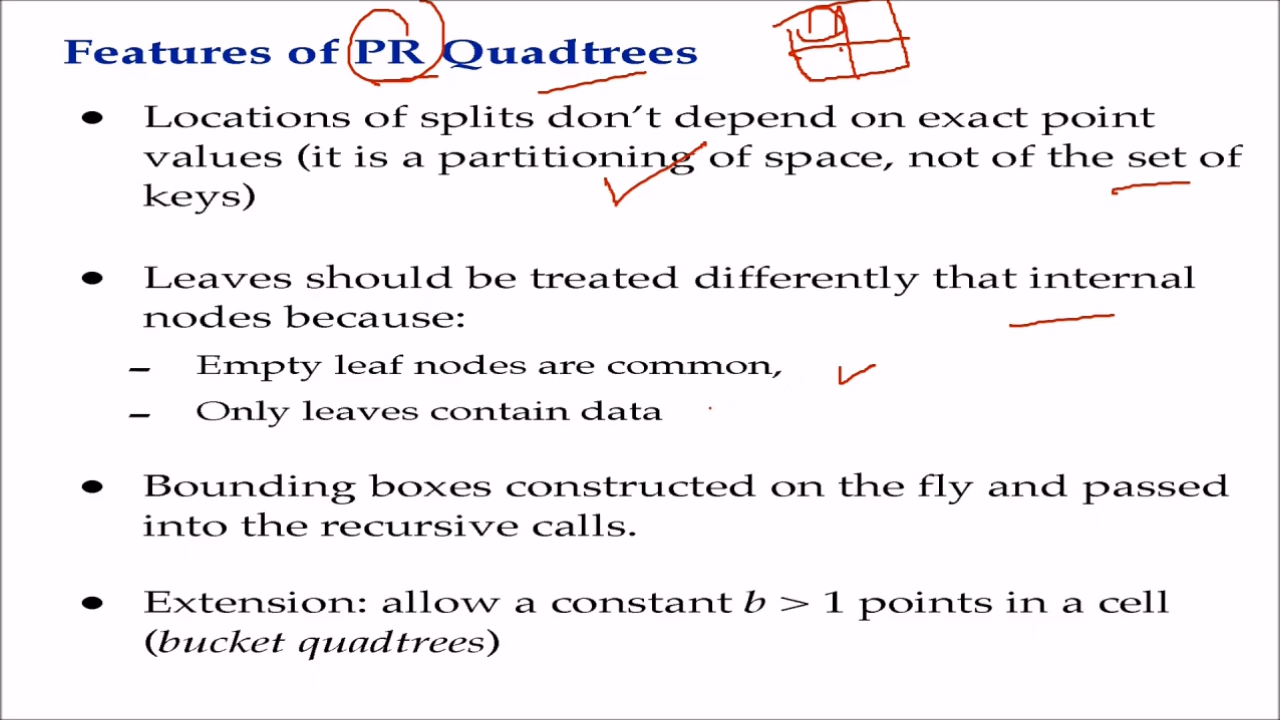 Features of PR Quadtrees
● Locations of splits don't depend on exact point
values (it is a partitioning of space, not of the set of
keys)
● Leaves should be treated differently that internal
nodes because:
– Empty leaf nodes are common,
– Only leaves contain data
● Bounding boxes constructed on the fly and passed
into the recursive calls.
● Extension: allow a constant b > 1 points in a cell
(bucket quadtrees)